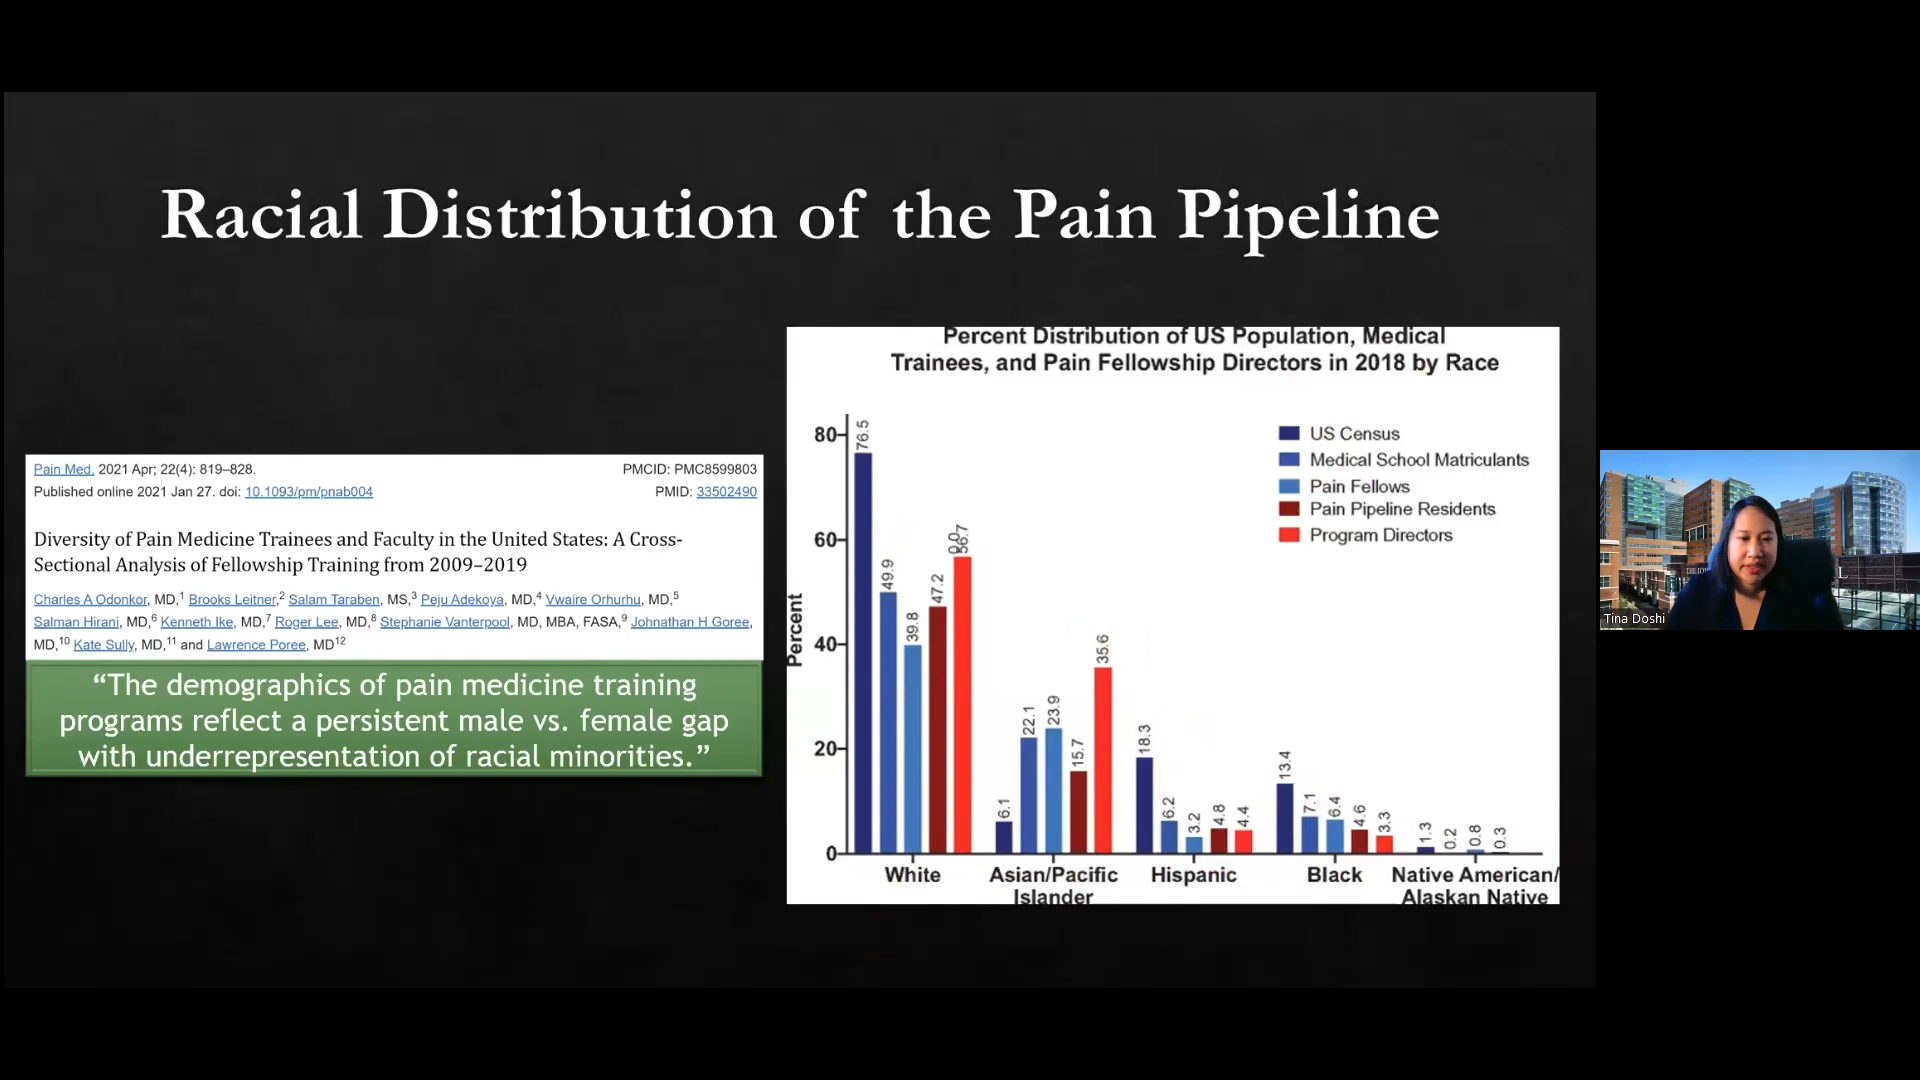 Racial Distribution of the Pain Pipeline
Pain Med. 2021 Apr; 22(4): 819–828.
PMCID: PMC8599803
Published online 2021 Jan 27. doi: 10.1093/pm/pnab004
PMID: 33502490
Diversity of Pain Medicine Trainees and Faculty in the United States: A Cross-
Sectional Analysis of Fellowship Training from 2009–2019
Charles A Odonkor, MD,1 Brooks Leitner,2 Salam Taraben, MS,3 Peju Adekoya, MD,4 Vwaire Orhurhu, MD,5
Salman Hirani, MD,6 Kenneth Ike, MD,7 Roger Lee, MD,8 Stephanie Vanterpool, MD, MBA, FASA,9 Johnathan H Goree,
MD,10 Kate Sully, MD,11 and Lawrence Poree, MD12
“The demographics of pain medicine training
programs reflect a persistent male vs. female gap
with underrepresentation of racial minorities.”
Percent Distribution of US Population, Medical
Trainees, and Pain Fellowship Directors in 2018 by Race
US Census
Medical School Matriculants
Pain Fellows
Pain Pipeline Residents
Program Directors
Percent
80
60
40
20
0
76.5
49.9
39.8
47.2
0.0
56.7
6.1
22.1
23.9
15.7
35.6
18.3
6.2
3.2
4.8
4.4
13.4
7.1
6.4
4.6
3.3
1.3
0.2
0.8
0.3
White
Asian/Pacific
Islander
Hispanic
Black
Native American/
Alaskan Native
Tina Doshi